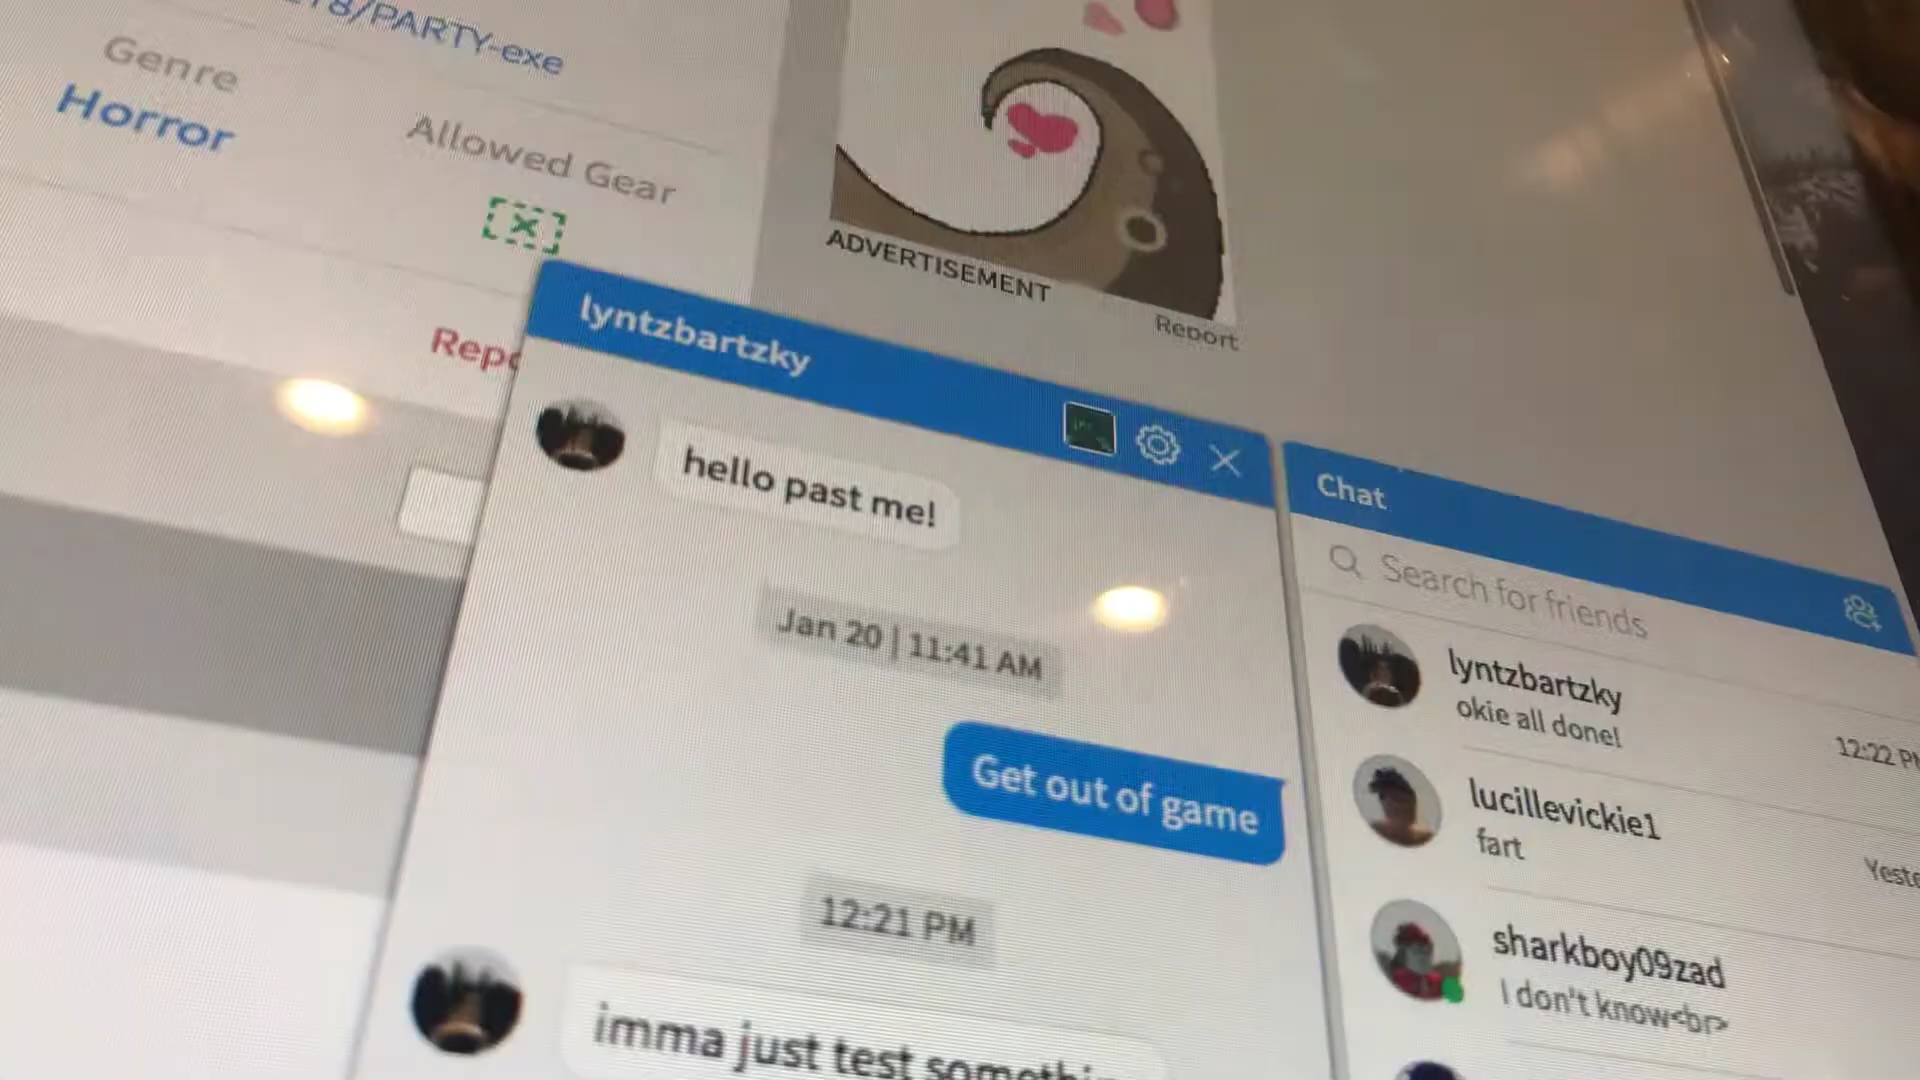 PARTY-exe
Genre
Horror
Allowed Gear
ADVERTISEMENT
Report
lyntzbartzky
hello past me!
Jan 20 | 11:41 AM
Get out of game
12:21 PM
imma just test
Chat
Search for friends
lyntzbartzky
okie all done!
12:22
lucillevickie1
fart
sharkboy09zad
I don't know<br>